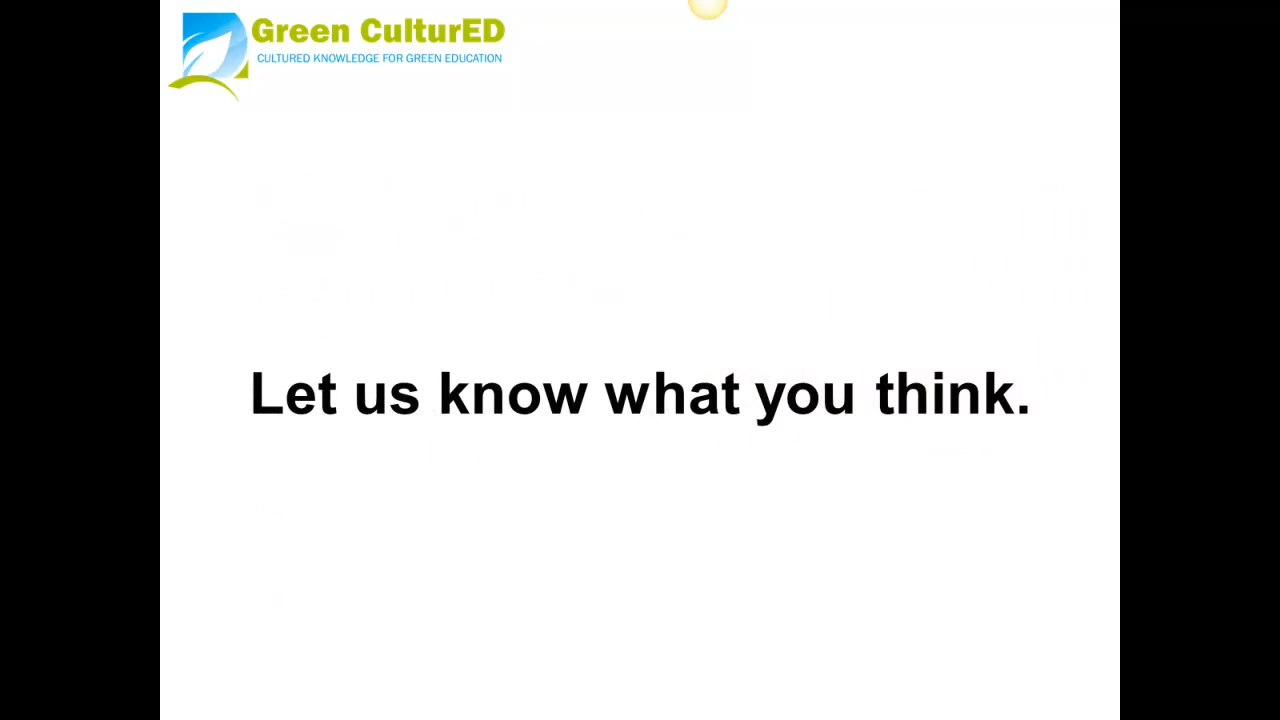 Green CulturED
CULTURED KNOWLEDGE FOR GREEN EDUCATION
Let us know what you think.